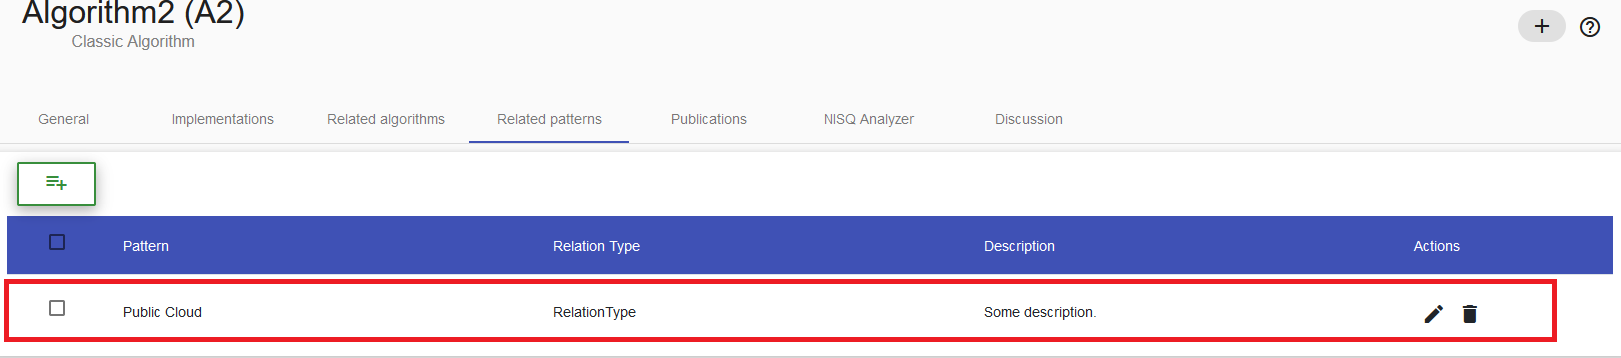 Algorithm2 (A2)
Classic Algorithm
General Implementations Related algorithms Related patterns Publications NISQ Analyzer Discussion
Pattern Relation Type Description Actions
Public Cloud RelationType Some description.